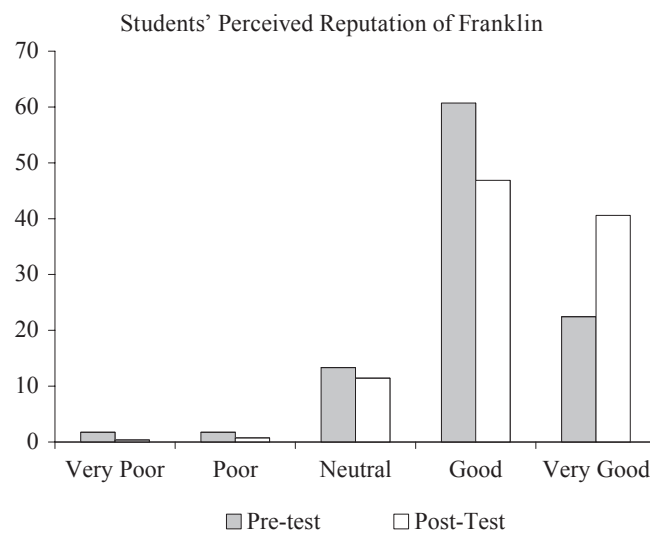 Students’ Perceived Reputation of Franklin
70
60
50
40
30
20
10
0
Very Poor Poor Neutral Good Very Good
Pre-test Post-Test